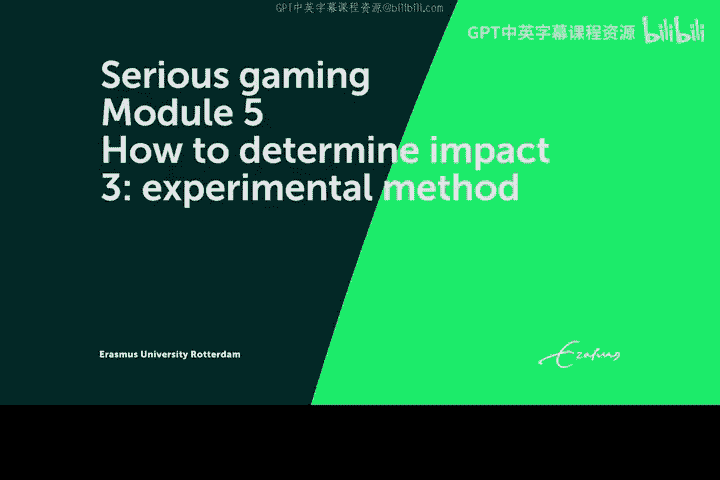 GPT中英字幕课程资源@bilibili.com
GPT中英字幕课程资源 bilibili
Serious gaming
Module 5
How to determine impact
3: experimental method
Erasmus University Rotterdam
Erasmus